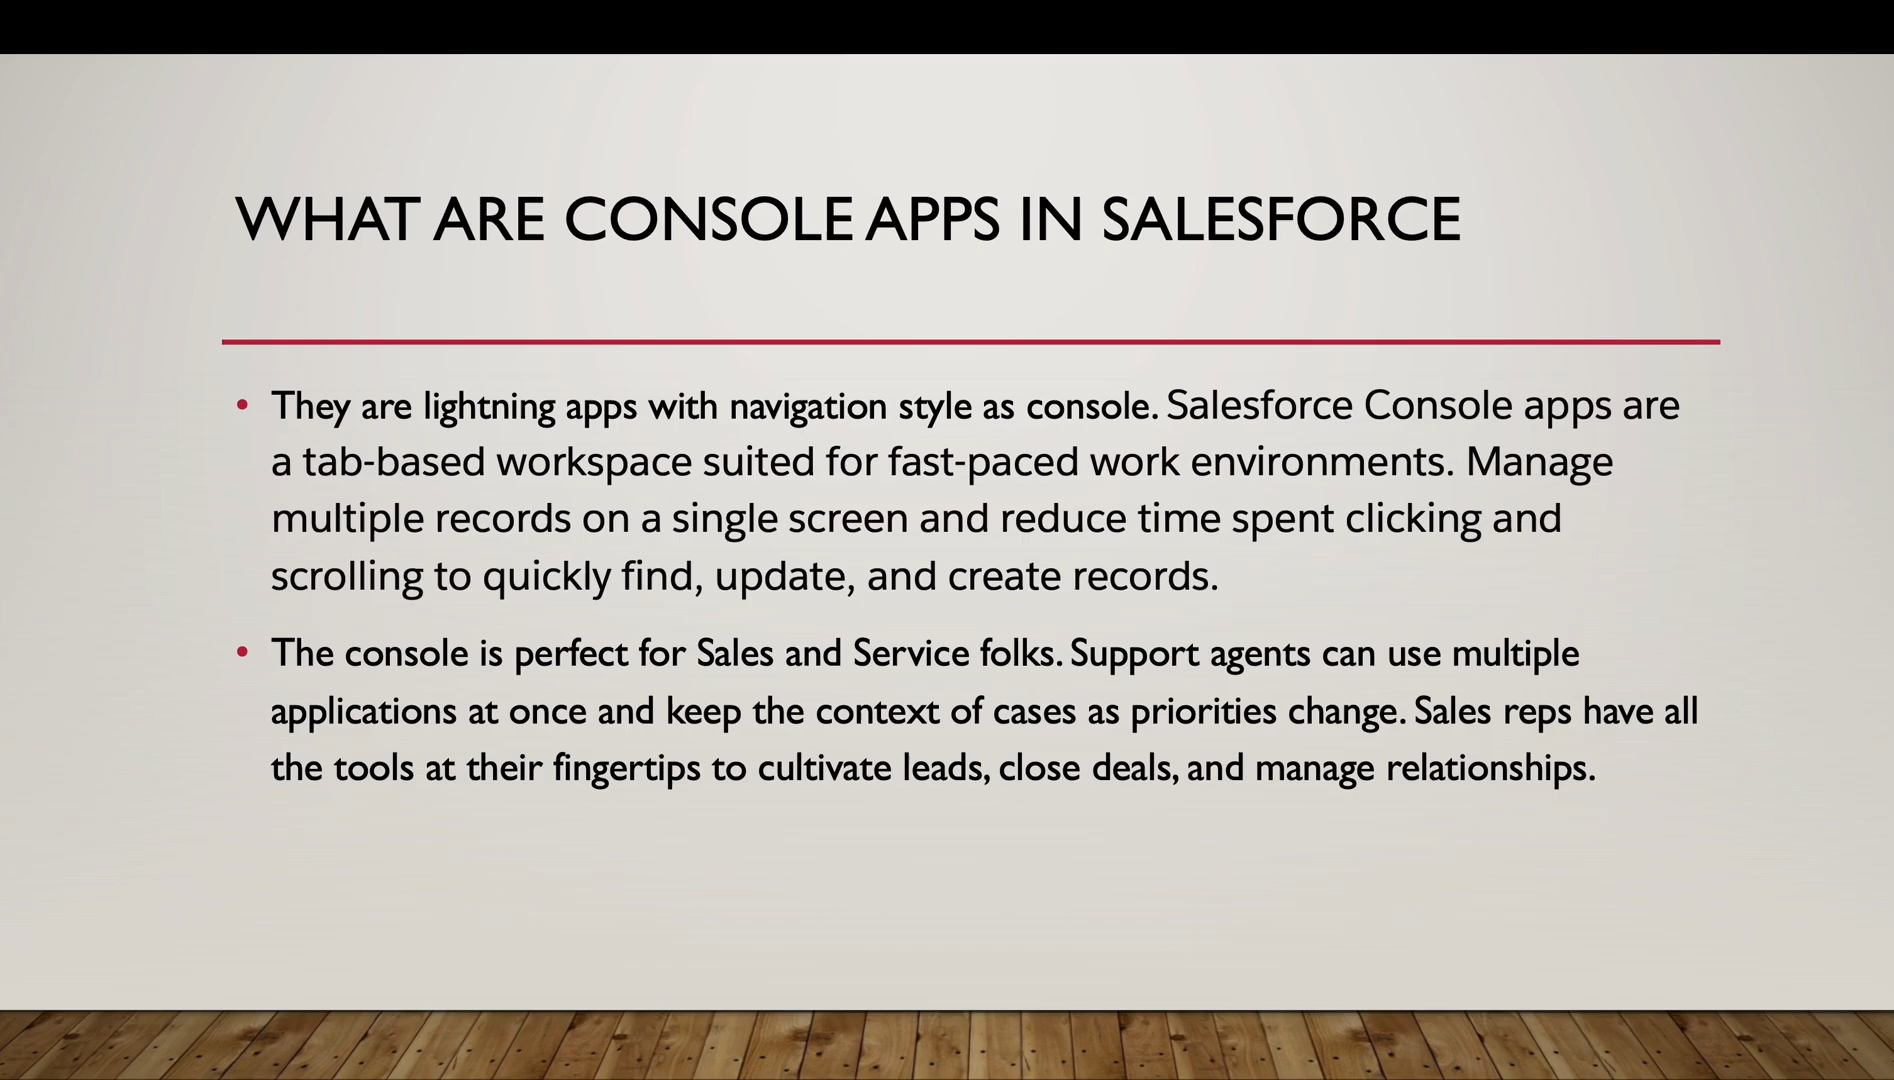 WHAT ARE CONSOLE APPS IN SALESFORCE
• They are lightning apps with navigation style as console. Salesforce Console apps are
a tab-based workspace suited for fast-paced work environments. Manage
multiple records on a single screen and reduce time spent clicking and
scrolling to quickly find, update, and create records.
• The console is perfect for Sales and Service folks. Support agents can use multiple
applications at once and keep the context of cases as priorities change. Sales reps have all
the tools at their fingertips to cultivate leads, close deals, and manage relationships.